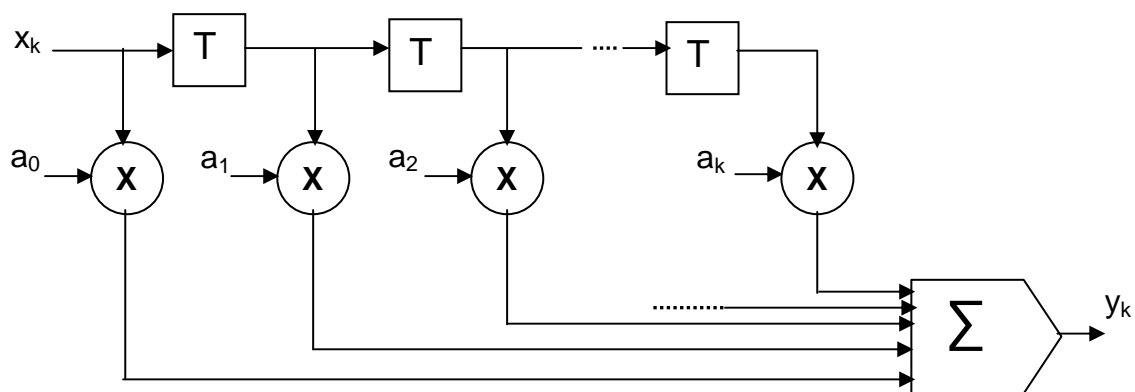 x_k T T T
a_0 X a_1 X a_2 X a_k X
Σ y_k